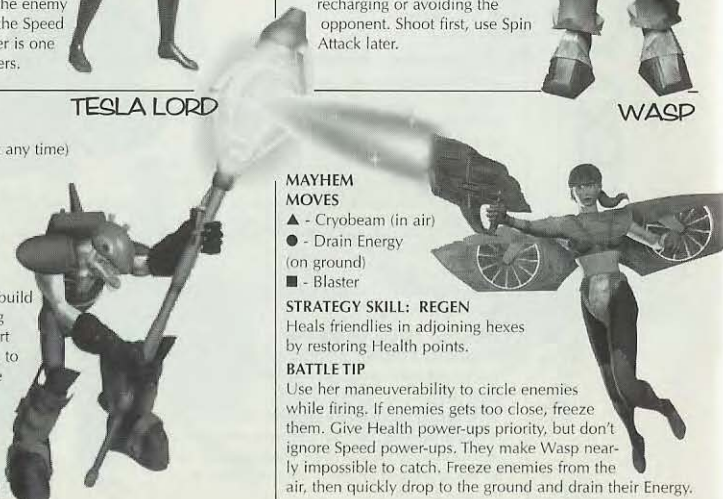 he enemy
the Speed
er is one
ers.
TESLA LORD
any time)
build
g
rt
to
e
recharging or avoiding the
opponent. Shoot first, use Spin
Attack later.
WASP
MAYHEM
MOVES
▲ - Cryobeam (in air)
● - Drain Energy
(on ground)
■ - Blaster
STRATEGY SKILL: REGEN
Heals friendlies in adjoining hexes
by restoring Health points.
BATTLE TIP
Use her maneuverability to circle enemies
while firing. If enemies gets too close, freeze
them. Give Health power-ups priority, but don't
ignore Speed power-ups. They make Wasp near-
ly impossible to catch. Freeze enemies from the
air, then quickly drop to the ground and drain their Energy.